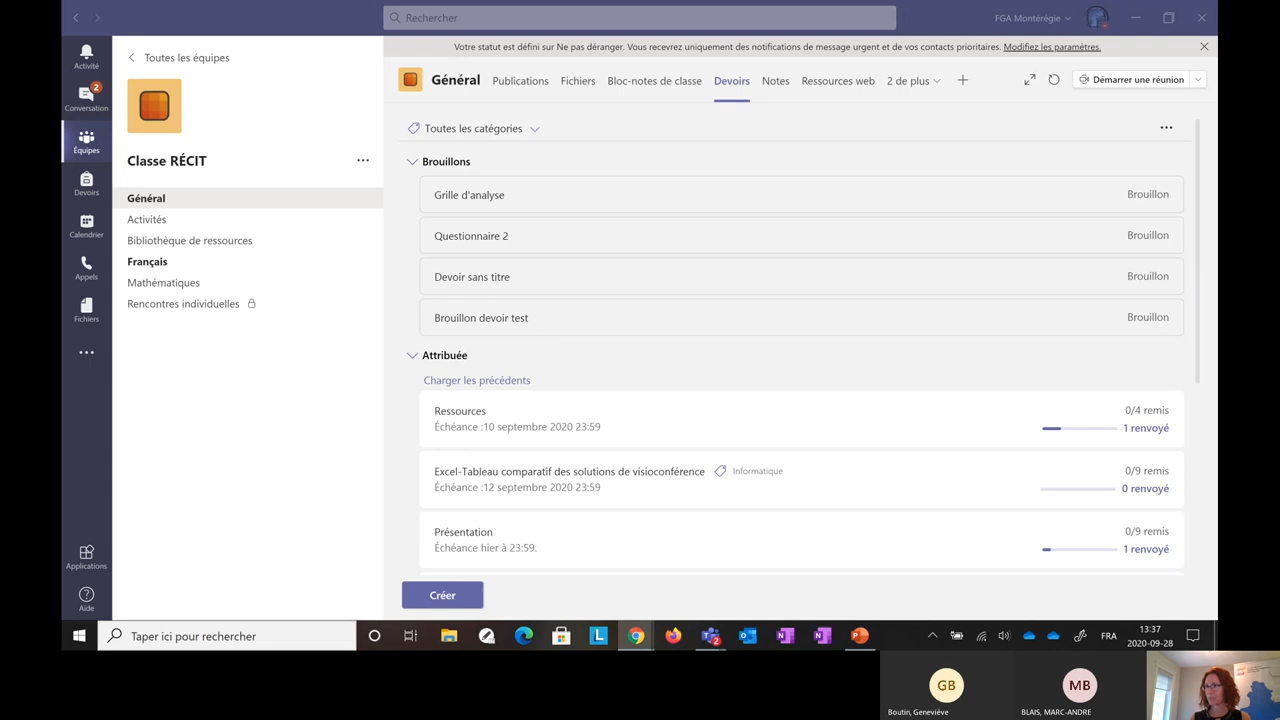 Rechercher
FGA Montérégie
Activité
2
Conversation
Équipes
Devoirs
Calendrier
Appels
Fichiers
Applications
Aide
Toutes les équipes
Classe RÉCIT
Général
Activités
Bibliothèque de ressources
Français
Mathématiques
Rencontres individuelles
Votre statut est défini sur Ne pas déranger. Vous recevrez uniquement des notifications de message urgent et de vos contacts prioritaires. Modifiez les paramètres.
Général Publications Fichiers Bloc-notes de classe Devoirs Notes Ressources web 2 de plus
Démarrer une réunion
Toutes les catégories
Brouillons
Grille d'analyse Brouillon
Questionnaire 2 Brouillon
Devoir sans titre Brouillon
Brouillon devoir test Brouillon
Attribuée
Charger les précédents
Ressources 0/4 remis
Échéance :10 septembre 2020 23:59 1 renvoyé
Excel-Tableau comparatif des solutions de visioconférence Informatique 0/9 remis
Échéance :12 septembre 2020 23:59 0 renvoyé
Présentation 0/9 remis
Échéance hier à 23:59. 1 renvoyé
Créer
Taper ici pour rechercher
L
2
FRA
13:37
2020-09-28
GB
Boutin, Geneviève
MB
BLAIS, MARC-ANDRE